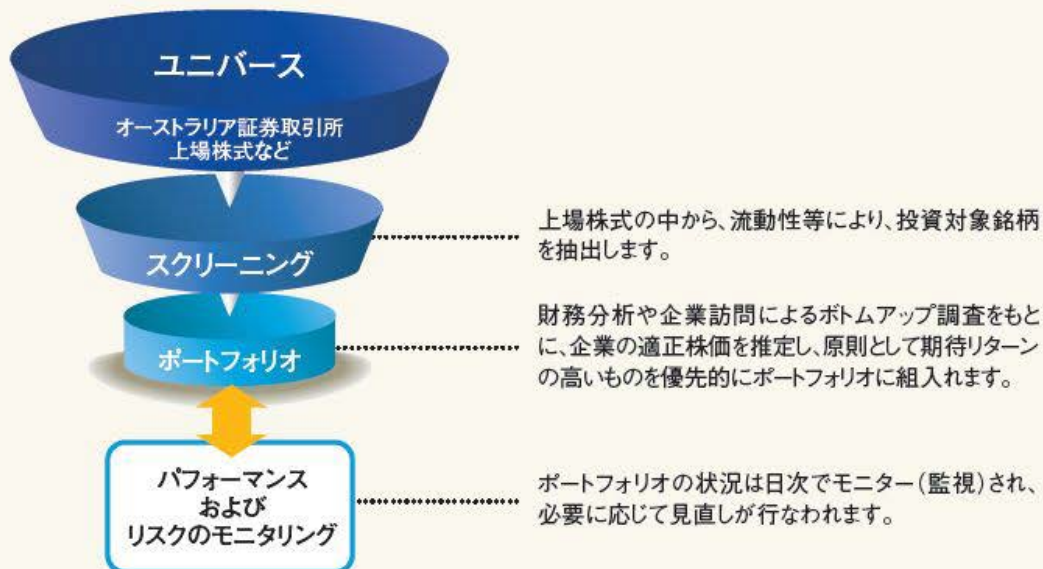 ユニバース
オーストラリア証券取引所
上場株式など
スクリーニング
上場株式の中から、流動性等により、投資対象銘柄
を抽出します。
ポートフォリオ
財務分析や企業訪問によるボトムアップ調査をもと
に、企業の適正株価を推定し、原則として期待リターン
の高いものを優先的にポートフォリオに組入れます。
パフォーマンス
および
リスクのモニタリング
ポートフォリオの状況は日次でモニター(監視)され、
必要に応じて見直しが行なわれます。